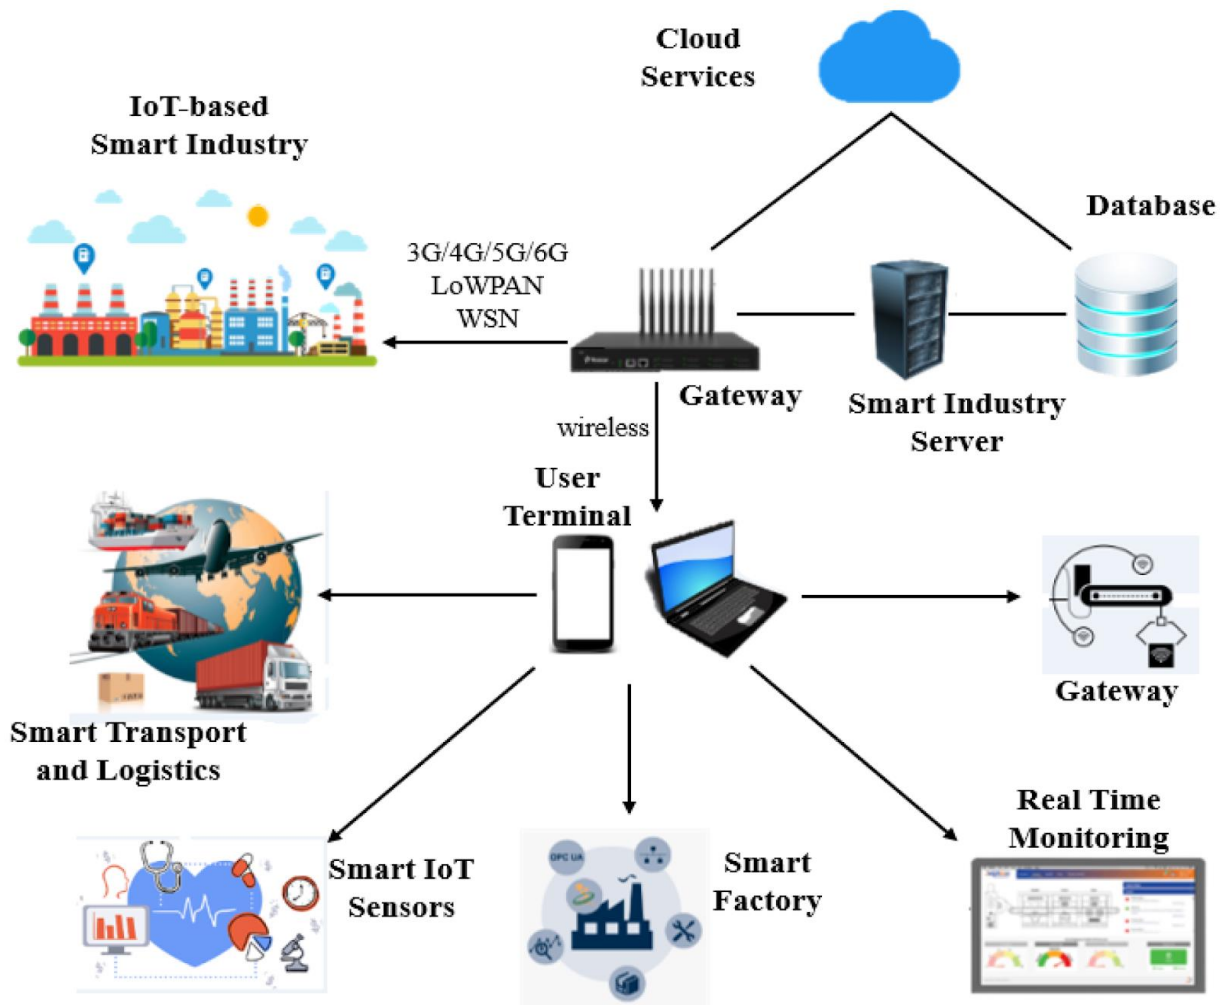 Cloud
Services
IoT-based
Smart Industry
Database
3G/4G/5G/6G
LoWPAN
WSN
Gateway
Smart Industry
Server
wireless
User
Terminal
Gateway
Smart Transport
and Logistics
Real Time
Monitoring
Smart IoT
Sensors
OPC UA
Smart
Factory